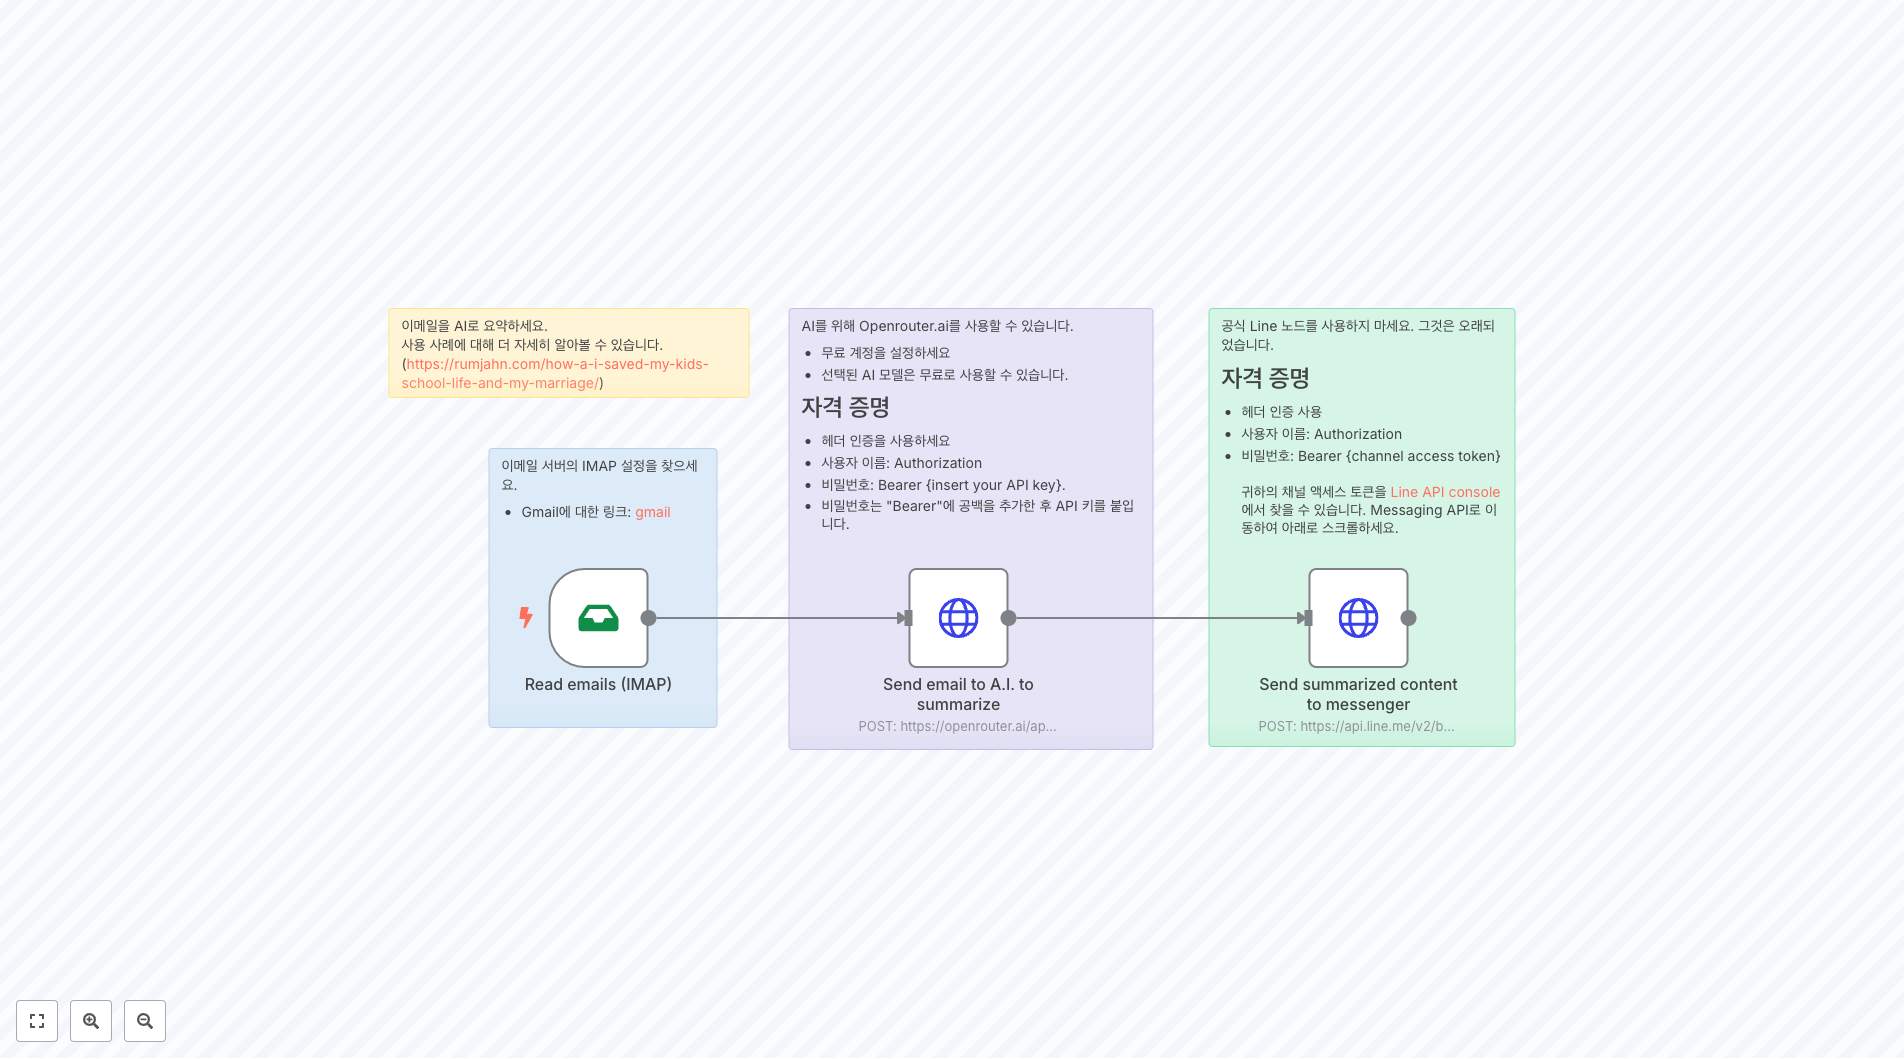 이메일을 AI로 요약하세요.
사용 사례에 대해 더 자세히 알아볼 수 있습니다.
(https://rumjahn.com/how-a-i-saved-my-kids-
school-life-and-my-marriage/)
이메일 서버의 IMAP 설정을 찾으세
요.
• Gmail에 대한 링크: gmail
Read emails (IMAP)
AI를 위해 Openrouter.ai를 사용할 수 있습니다.
• 무료 계정을 설정하세요
• 선택된 AI 모델은 무료로 사용할 수 있습니다.
자격 증명
• 헤더 인증을 사용하세요
• 사용자 이름: Authorization
• 비밀번호: Bearer {insert your API key}.
• 비밀번호는 "Bearer"에 공백을 추가한 후 API 키를 붙입
니다.
Send email to A.I. to
summarize
POST: https://openrouter.ai/ap...
공식 Line 노드를 사용하지 마세요. 그것은 오래되
었습니다.
자격 증명
• 헤더 인증 사용
• 사용자 이름: Authorization
• 비밀번호: Bearer {channel access token}
귀하의 채널 액세스 토큰을 Line API console
에서 찾을 수 있습니다. Messaging API로 이
동하여 아래로 스크롤하세요.
Send summarized content
to messenger
POST: https://api.line.me/v2/b...